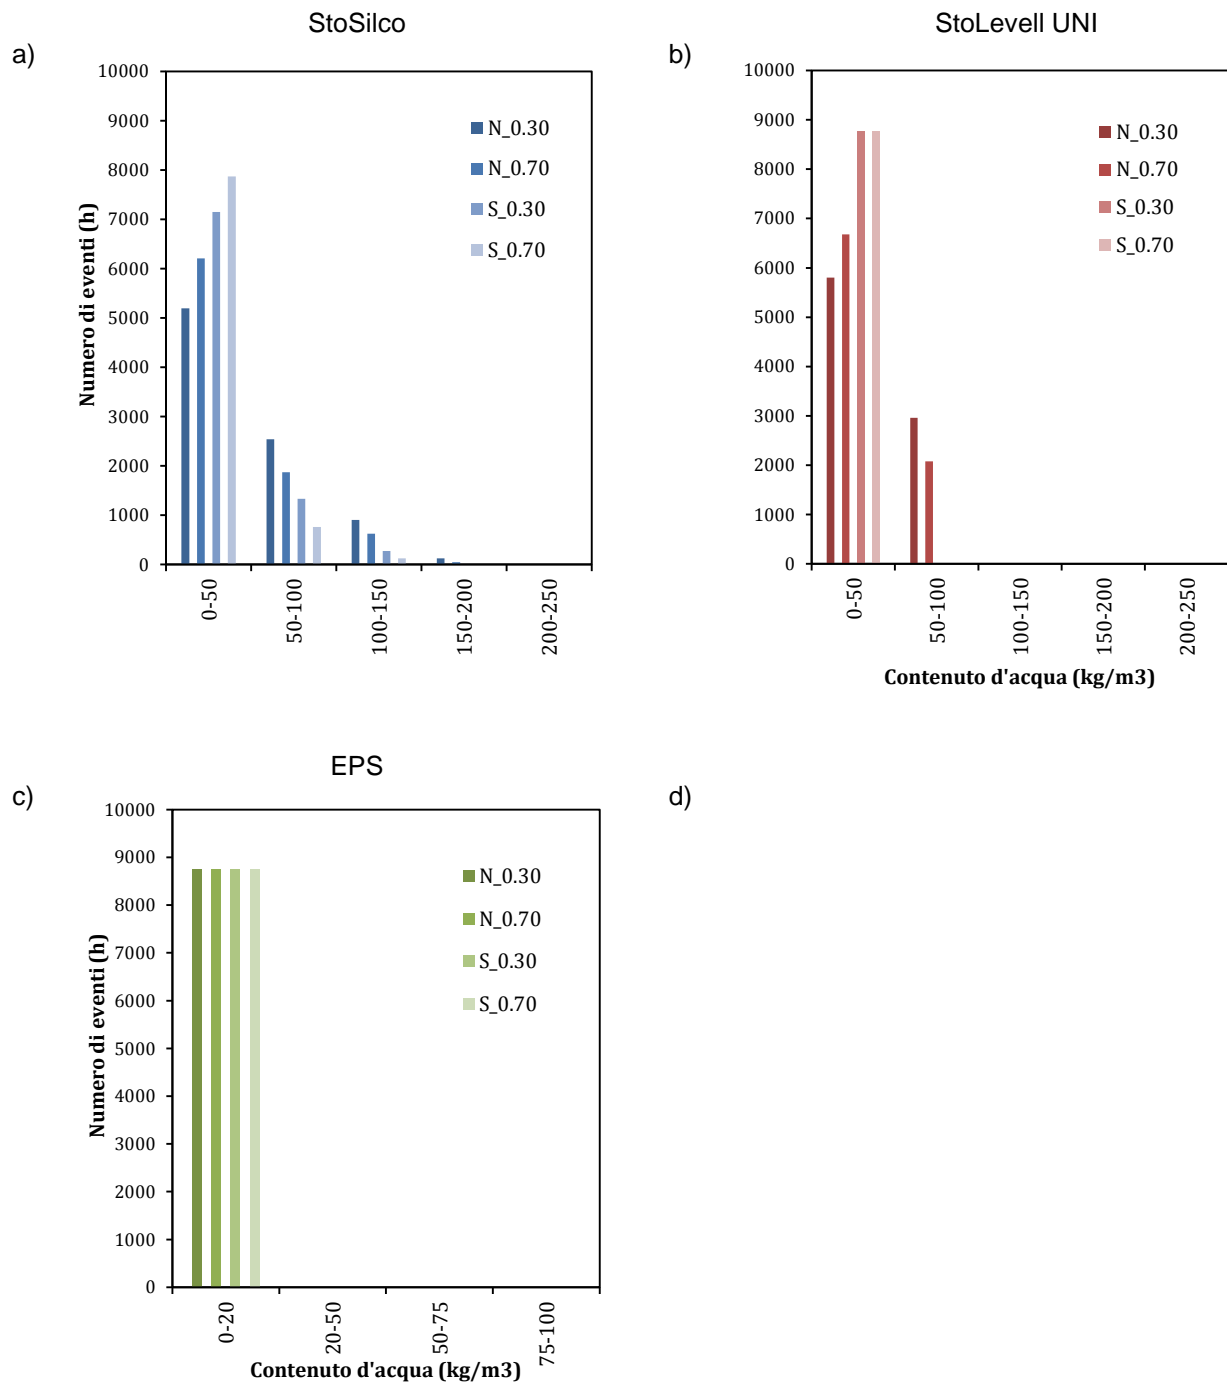 StoSilco
StoLevell UNI
a)
b)
10000
9000
8000
7000
6000
5000
4000
3000
2000
1000
0
Numero di eventi (h)
N_0.30
N_0.70
S_0.30
S_0.70
0-50
50-100
100-150
150-200
200-250
10000
9000
8000
7000
6000
5000
4000
3000
2000
1000
0
N_0.30
N_0.70
S_0.30
S_0.70
0-50
50-100
100-150
150-200
200-250
Contenuto d'acqua (kg/m3)
EPS
c)
d)
10000
9000
8000
7000
6000
5000
4000
3000
2000
1000
0
Numero di eventi (h)
N_0.30
N_0.70
S_0.30
S_0.70
0-20
20-50
50-75
75-100
Contenuto d'acqua (kg/m3)